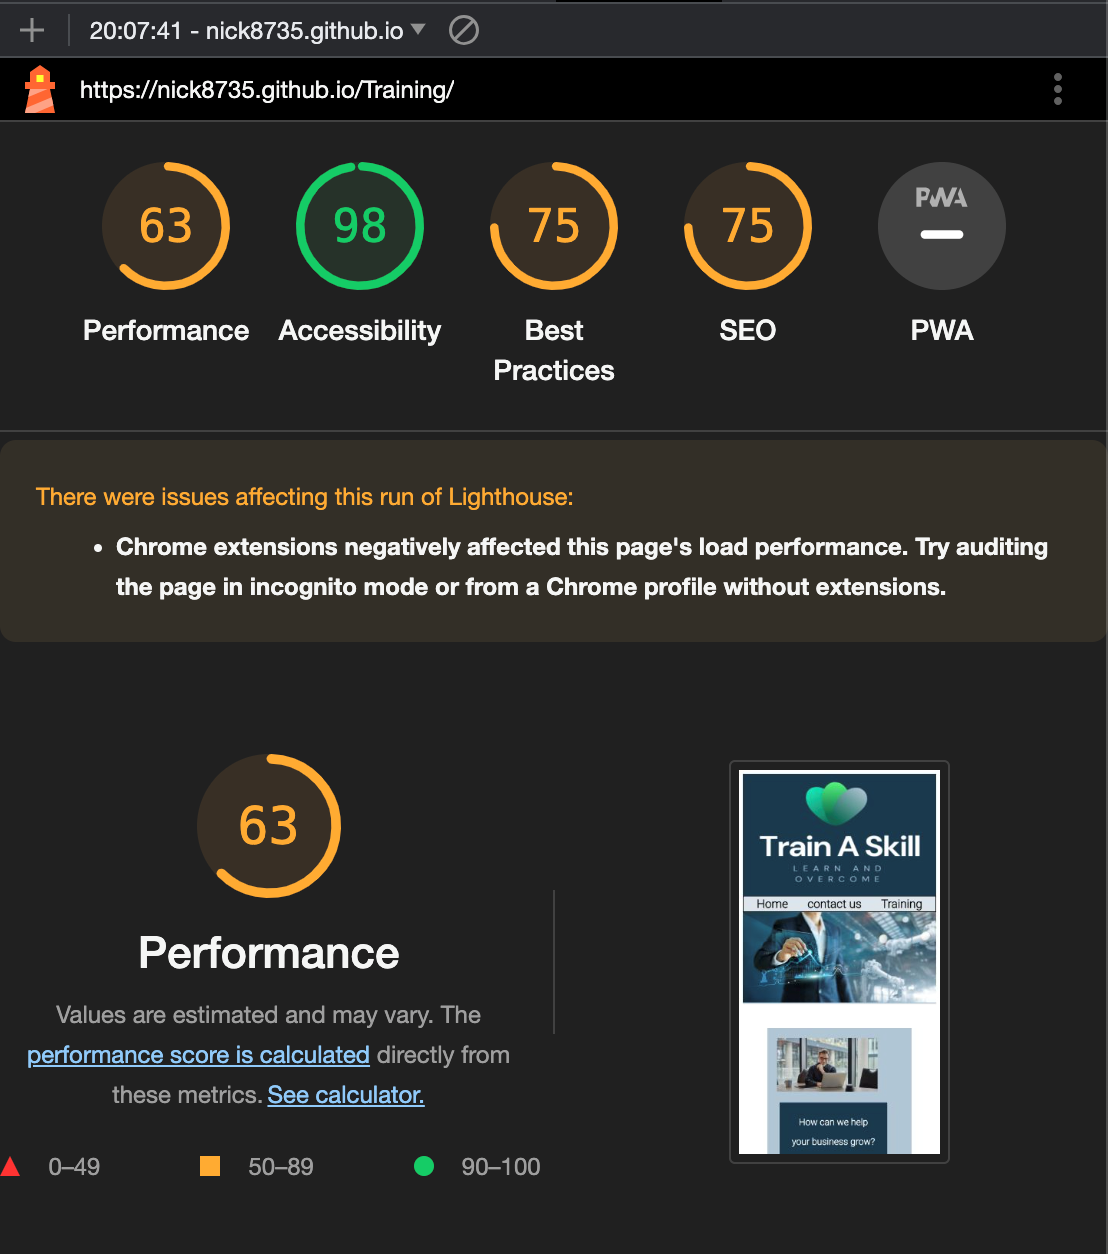 20:07:41 - nick8735.github.io
https://nick8735.github.io/Training/
63
98
75
75
PWA
Performance
Accessibility
Best
Practices
SEO
PWA
There were issues affecting this run of Lighthouse:
• Chrome extensions negatively affected this page's load performance. Try auditing
the page in incognito mode or from a Chrome profile without extensions.
63
Performance
Values are estimated and may vary. The
performance score is calculated directly from
these metrics. See calculator.
0–49
50–89
90–100
Train A Skill
LEARN AND
OVERCOME
Home contact us Training
How can we help
your business grow?